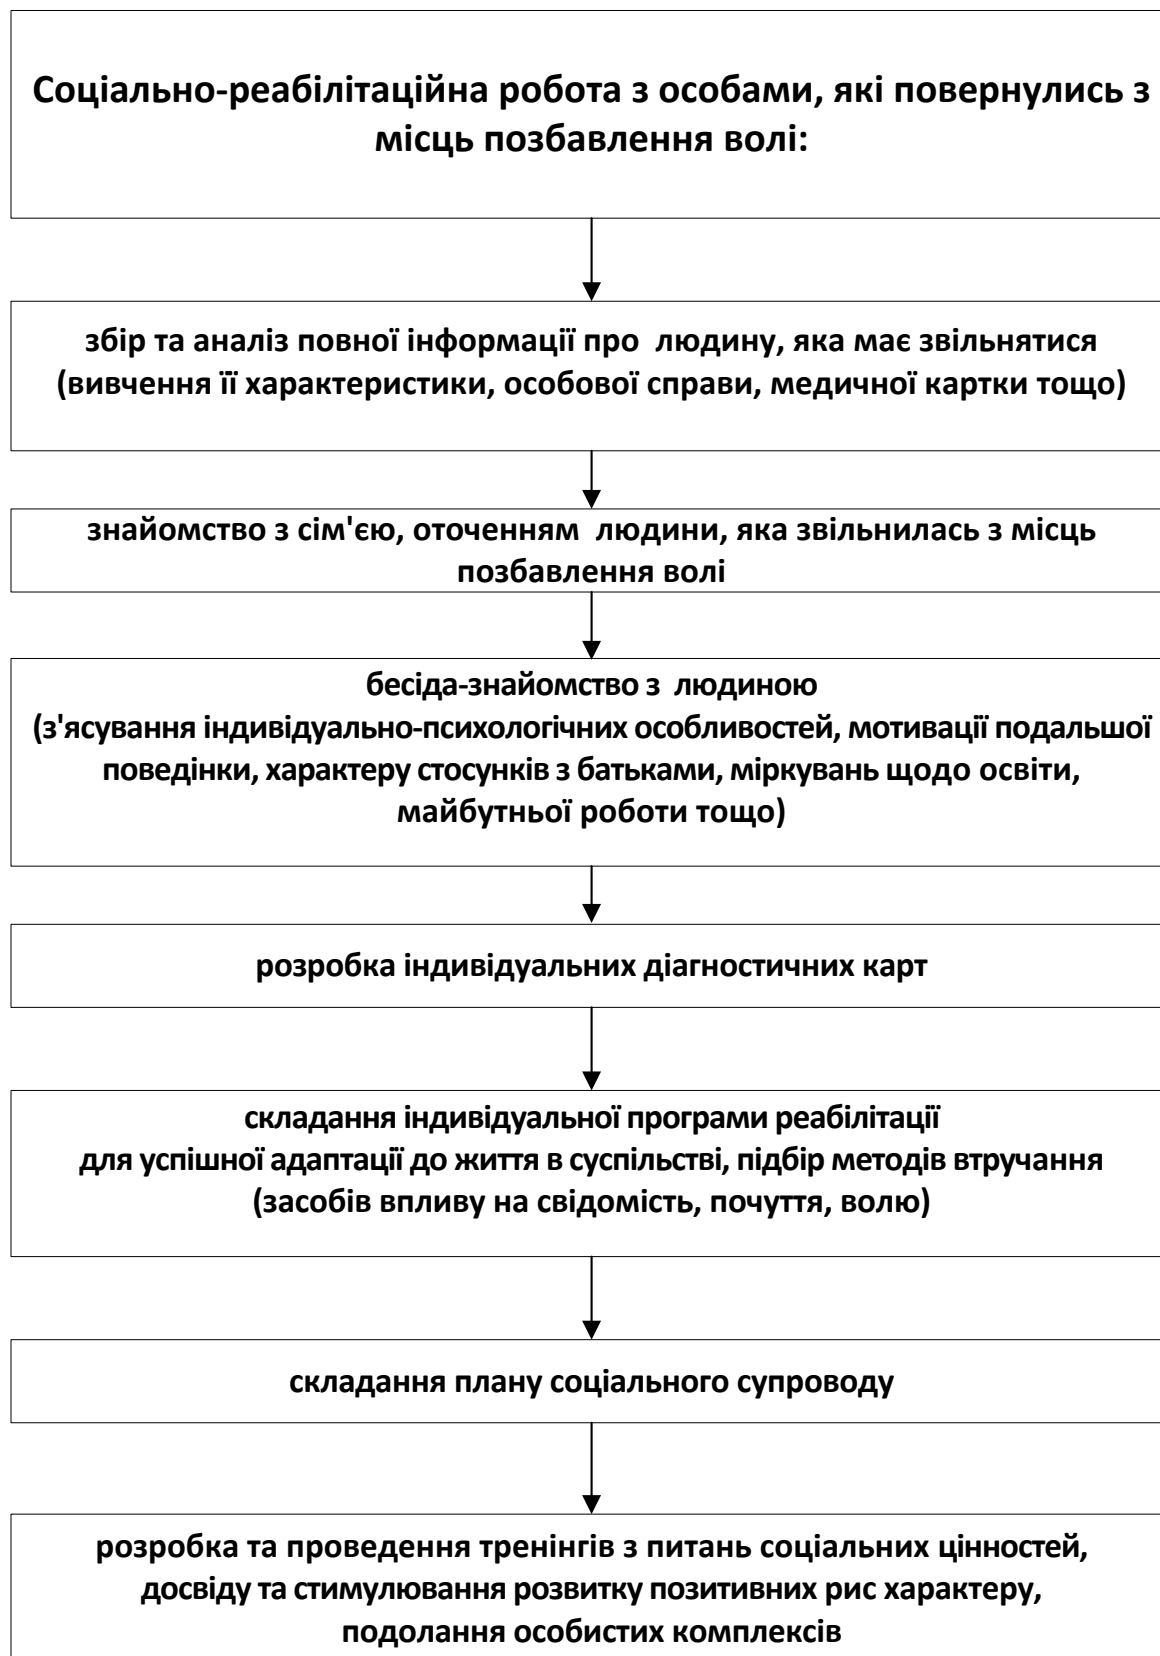 Соціально-реабілітаційна робота з особами, які повернулись з
місць позбавлення волі:
збір та аналіз повної інформації про людину, яка має звільнятися
(вивчення її характеристики, особової справи, медичної картки тощо)
знайомство з сім'єю, оточенням людини, яка звільнилась з місць
позбавлення волі
бесіда-знайомство з людиною
(з'ясування індивідуально-психологічних особливостей, мотивації подальшої
поведінки, характеру стосунків з батьками, міркувань щодо освіти,
майбутньої роботи тощо)
розробка індивідуальних діагностичних карт
складання індивідуальної програми реабілітації
для успішної адаптації до життя в суспільстві, підбір методів втручання
(засобів впливу на свідомість, почуття, волю)
складання плану соціального супроводу
розробка та проведення тренінгів з питань соціальних цінностей,
досвіду та стимулювання розвитку позитивних рис характеру,
подолання особистих комплексів